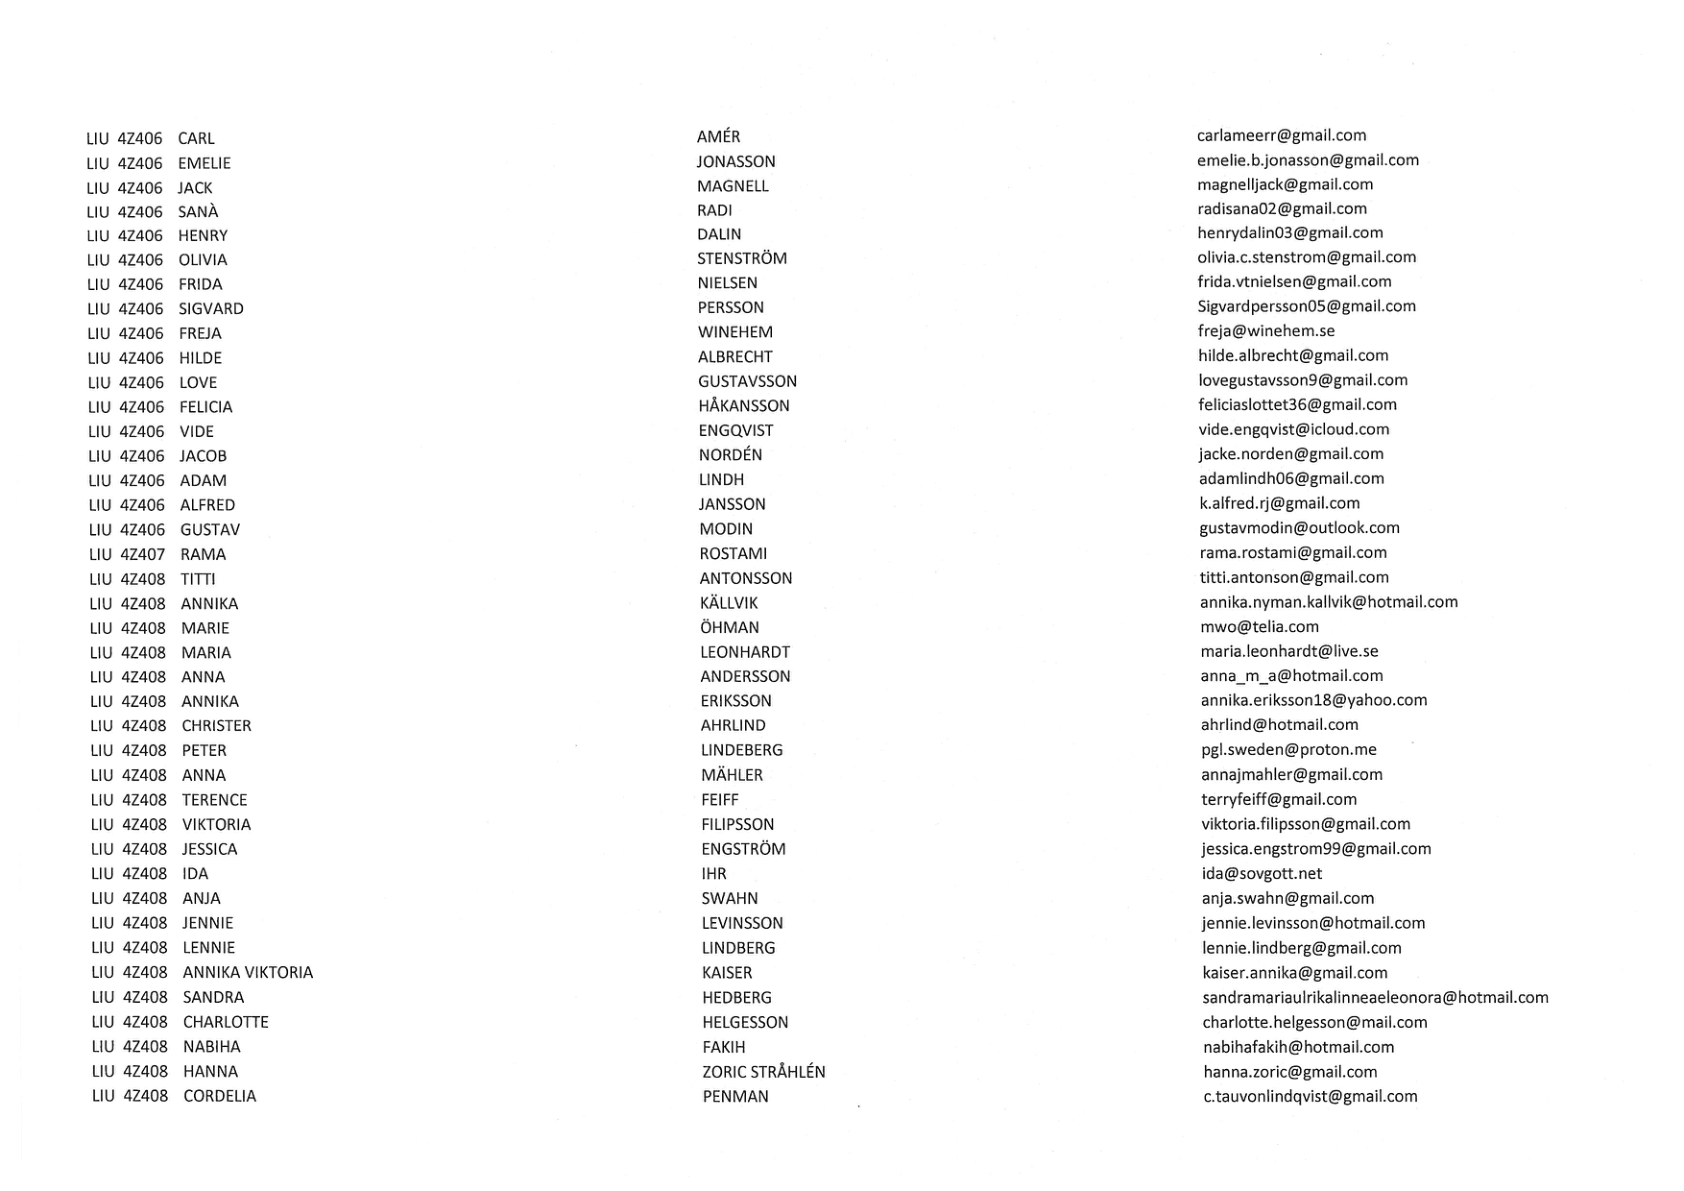 LIU 4Z406 CARL AMÉR carlameerr@gmail.com
LIU 4Z406 EMELIE JONASSON emelie.b.jonasson@gmail.com
LIU 4Z406 JACK MAGNELL magnelljack@gmail.com
LIU 4Z406 SANÀ RADI radisana02@gmail.com
LIU 4Z406 HENRY DALIN henrydalin03@gmail.com
LIU 4Z406 OLIVIA STENSTRÖM olivia.c.stenstrom@gmail.com
LIU 4Z406 FRIDA NIELSEN frida.vtnielsen@gmail.com
LIU 4Z406 SIGVARD PERSSON Sigvardpersson05@gmail.com
LIU 4Z406 FREJA WINEHEM freja@winehem.se
LIU 4Z406 HILDE ALBRECHT hilde.albrecht@gmail.com
LIU 4Z406 LOVE GUSTAVSSON lovegustavsson9@gmail.com
LIU 4Z406 FELICIA HÅKANSSON feliciaslottet36@gmail.com
LIU 4Z406 VIDE ENGQVIST vide.engqvist@icloud.com
LIU 4Z406 JACOB NORDÉN jacke.norden@gmail.com
LIU 4Z406 ADAM LINDH adamlindh06@gmail.com
LIU 4Z406 ALFRED JANSSON k.alfred.rj@gmail.com
LIU 4Z406 GUSTAV MODIN gustavmodin@outlook.com
LIU 4Z407 RAMA ROSTAMI rama.rostami@gmail.com
LIU 4Z408 TITTI ANTONSSON titti.antonson@gmail.com
LIU 4Z408 ANNIKA KÄLLVIK annika.nyman.kallvik@hotmail.com
LIU 4Z408 MARIE ÖHMAN mwo@telia.com
LIU 4Z408 MARIA LEONHARDT maria.leonhardt@live.se
LIU 4Z408 ANNA ANDERSSON anna_m_a@hotmail.com
LIU 4Z408 ANNIKA ERIKSSON annika.eriksson18@yahoo.com
LIU 4Z408 CHRISTER AHRLIND ahrlind@hotmail.com
LIU 4Z408 PETER LINDEBERG pgl.sweden@proton.me
LIU 4Z408 ANNA MÄHLER annajmahler@gmail.com
LIU 4Z408 TERENCE FEIFF terryfeiff@gmail.com
LIU 4Z408 VIKTORIA FILIPSSON viktoria.filipsson@gmail.com
LIU 4Z408 JESSICA ENGSTRÖM jessica.engstrom99@gmail.com
LIU 4Z408 IDA IHR ida@sovgott.net
LIU 4Z408 ANJA SWAHN anja.swahn@gmail.com
LIU 4Z408 JENNIE LEVINSSON jennie.levinsson@hotmail.com
LIU 4Z408 LENNIE LINDBERG lennie.lindberg@gmail.com
LIU 4Z408 ANNIKA VIKTORIA KAISER kaiser.annika@gmail.com
LIU 4Z408 SANDRA HEDBERG sandramariaulrikalinneaeleonora@hotmail.com
LIU 4Z408 CHARLOTTE HELGESSON charlotte.helgesson@mail.com
LIU 4Z408 NABIHA FAKIH nabihafakih@hotmail.com
LIU 4Z408 HANNA ZORIC STRÅHLÉN hanna.zoric@gmail.com
LIU 4Z408 CORDELIA PENMAN c.tauvonlindqvist@gmail.com